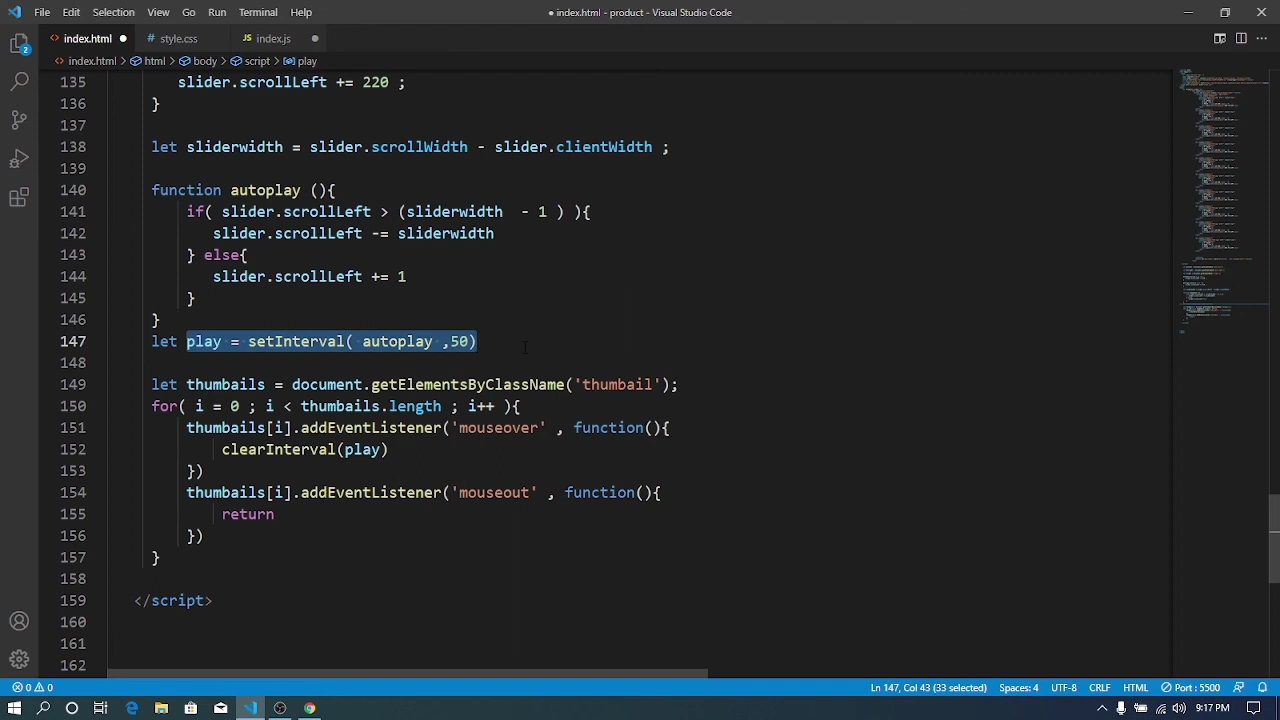 File Edit Selection View Go Run Terminal Help
● index.html - product - Visual Studio Code
<> index.html ● # style.css JS index.js ●
<> index.html > html > body > script > play
2
135 slider.scrollLeft += 220 ;
136 }
137
138 let sliderwidth = slider.scrollWidth - slider.clientWidth ;
139
140 function autoplay (){
141 if( slider.scrollLeft > (sliderwidth - 1 ) ){
142 slider.scrollLeft -= sliderwidth
143 } else{
144 slider.scrollLeft += 1
145 }
146 }
147 let play = setInterval( autoplay ,50)
148
149 let thumbails = document.getElementsByClassName('thumbail');
150 for( i = 0 ; i < thumbails.length ; i++ ){
151 thumbails[i].addEventListener('mouseover' , function(){
152 clearInterval(play)
153 })
154 thumbails[i].addEventListener('mouseout' , function(){
155 return
156 })
157 }
158
159 </script>
160
161
162
0 0 Ln 147, Col 43 (33 selected) Spaces: 4 UTF-8 CRLF HTML Port : 5500
9:17 PM